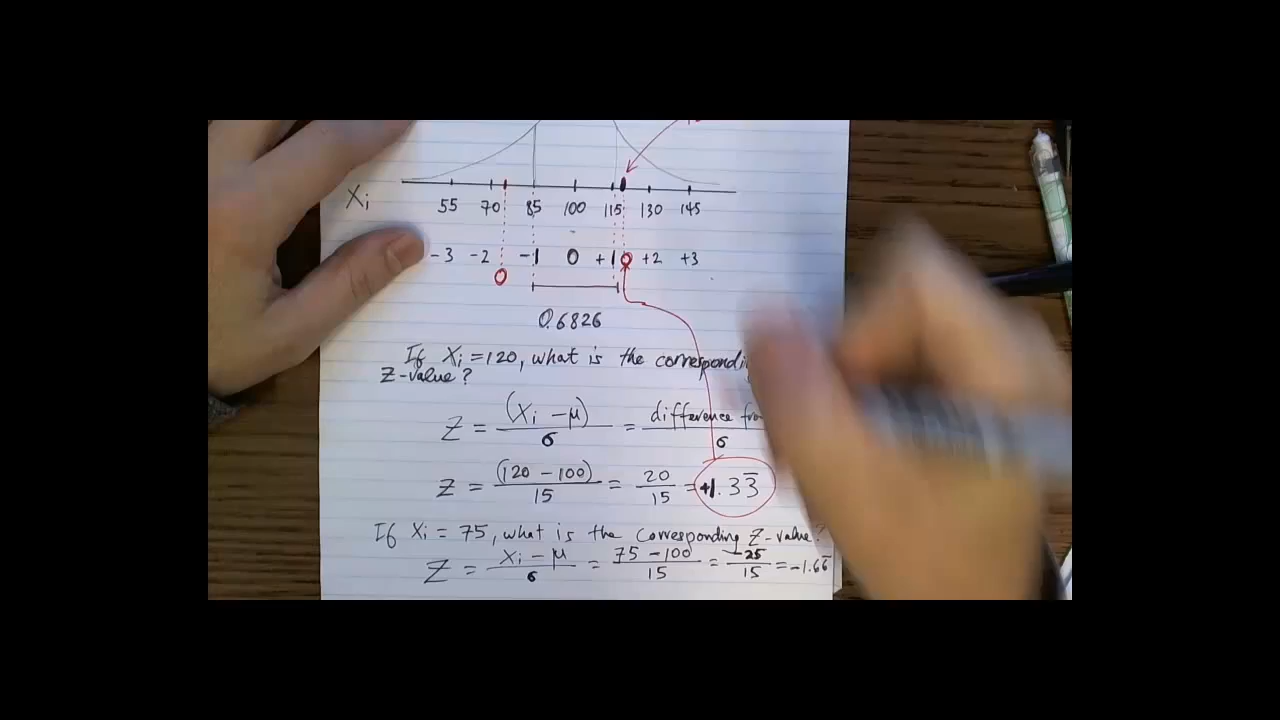 Xi 55 70 85 100 115 130 145
-3 -2 -1 0 +1 +2 +3
0.6826
If Xi = 120, what is the
Z-value?
Z = (Xi - μ)/σ = difference /σ
Z = (120 - 100)/15 = 20/15 = +1.33̅
If Xi = 75, what is the corresponding Z-value?
Z = Xi - μ/σ = 75 - 100/15 = -25/15 = -1.66̅